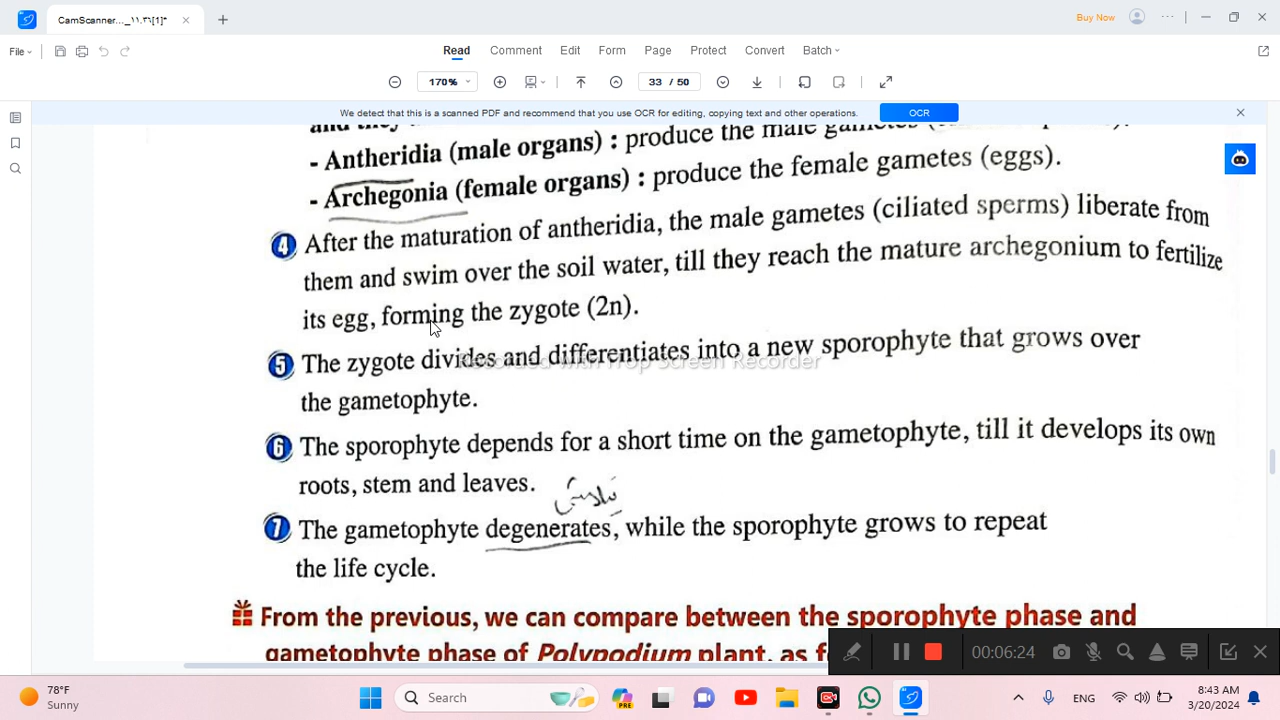 CamScanner..._
Buy Now
File
Read Comment Edit Form Page Protect Convert Batch
170% 33 / 50
We detect that this is a scanned PDF and recommend that you use OCR for editing, copying text and other operations. OCR
and they
- Antheridia (male organs) : produce the male gametes
- Archegonia (female organs) : produce the female gametes (eggs).
4 After the maturation of antheridia, the male gametes (ciliated sperms) liberate from
them and swim over the soil water, till they reach the mature archegonium to fertilize
its egg, forming the zygote (2n).
5 The zygote divides and differentiates into a new sporophyte that grows over
Recorded with iTop Screen Recorder
the gametophyte.
6 The sporophyte depends for a short time on the gametophyte, till it develops its own
roots, stem and leaves.
7 The gametophyte degenerates, while the sporophyte grows to repeat
the life cycle.
From the previous, we can compare between the sporophyte phase and
gametophyte phase of Polypodium plant, as
00:06:24
78°F
Sunny
Search
PRE
ENG
8:43 AM
3/20/2024